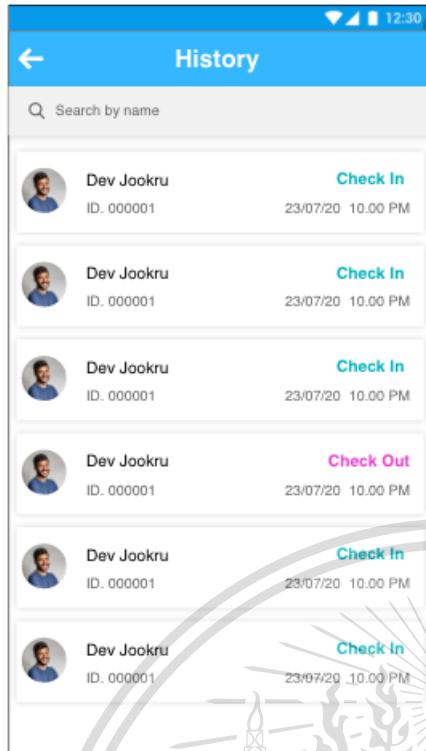 12:30
History
Search by name
Dev Jookru Check In
ID. 000001 23/07/20 10.00 PM
Dev Jookru Check In
ID. 000001 23/07/20 10.00 PM
Dev Jookru Check In
ID. 000001 23/07/20 10.00 PM
Dev Jookru Check Out
ID. 000001 23/07/20 10.00 PM
Dev Jookru Check In
ID. 000001 23/07/20 10.00 PM
Dev Jookru Check In
ID. 000001 23/07/20 10.00 PM